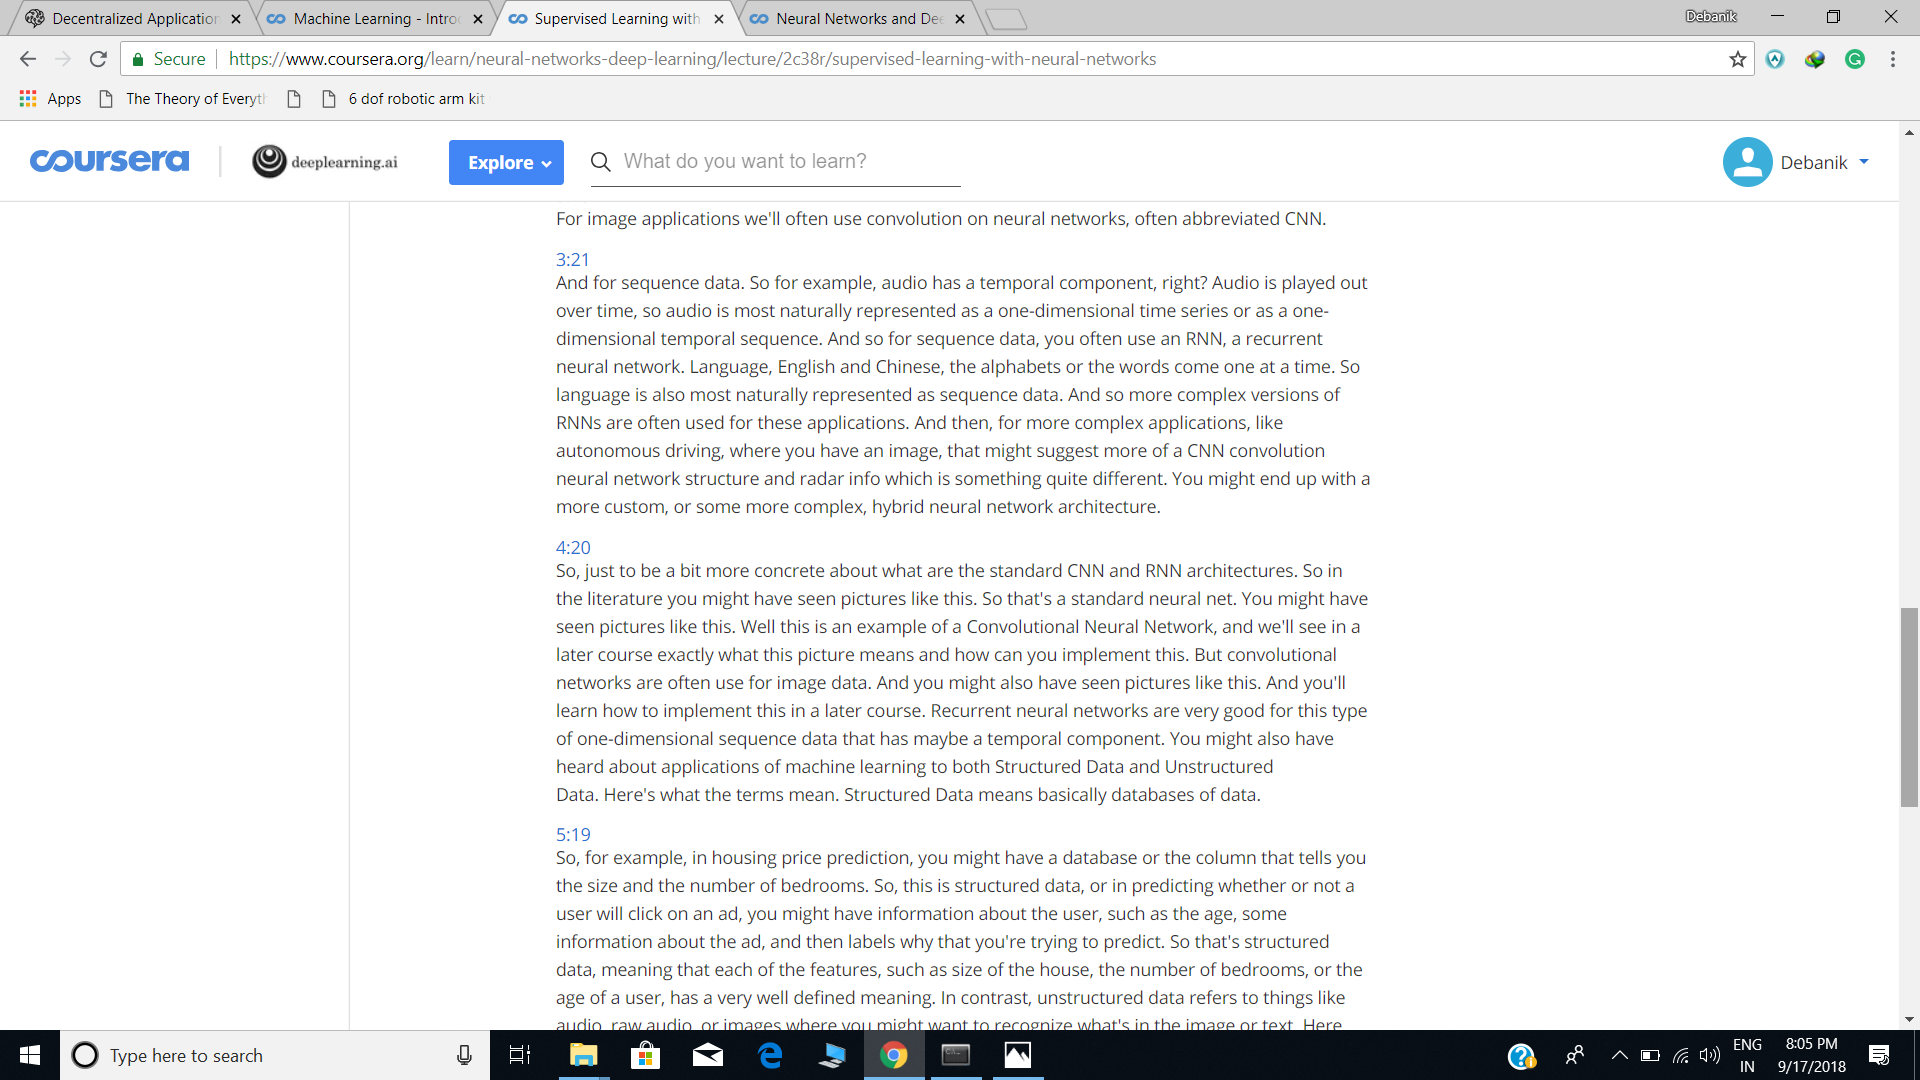 Decentralized Application
Machine Learning - Intro
Supervised Learning with
Neural Networks and De
Debanik
Secure
https://www.coursera.org/learn/neural-networks-deep-learning/lecture/2c38r/supervised-learning-with-neural-networks
Apps
The Theory of Everyt
6 dof robotic arm kit
coursera
deeplearning.ai
Explore
What do you want to learn?
Debanik
For image applications we'll often use convolution on neural networks, often abbreviated CNN.
3:21
And for sequence data. So for example, audio has a temporal component, right? Audio is played out
over time, so audio is most naturally represented as a one-dimensional time series or as a one-
dimensional temporal sequence. And so for sequence data, you often use an RNN, a recurrent
neural network. Language, English and Chinese, the alphabets or the words come one at a time. So
language is also most naturally represented as sequence data. And so more complex versions of
RNNs are often used for these applications. And then, for more complex applications, like
autonomous driving, where you have an image, that might suggest more of a CNN convolution
neural network structure and radar info which is something quite different. You might end up with a
more custom, or some more complex, hybrid neural network architecture.
4:20
So, just to be a bit more concrete about what are the standard CNN and RNN architectures. So in
the literature you might have seen pictures like this. So that's a standard neural net. You might have
seen pictures like this. Well this is an example of a Convolutional Neural Network, and we'll see in a
later course exactly what this picture means and how can you implement this. But convolutional
networks are often use for image data. And you might also have seen pictures like this. And you'll
learn how to implement this in a later course. Recurrent neural networks are very good for this type
of one-dimensional sequence data that has maybe a temporal component. You might also have
heard about applications of machine learning to both Structured Data and Unstructured
Data. Here's what the terms mean. Structured Data means basically databases of data.
5:19
So, for example, in housing price prediction, you might have a database or the column that tells you
the size and the number of bedrooms. So, this is structured data, or in predicting whether or not a
user will click on an ad, you might have information about the user, such as the age, some
information about the ad, and then labels why that you're trying to predict. So that's structured
data, meaning that each of the features, such as size of the house, the number of bedrooms, or the
age of a user, has a very well defined meaning. In contrast, unstructured data refers to things like
audio, raw audio, or images where you might want to recognize what's in the image or text. Here
Type here to search
ENG
IN
8:05 PM
9/17/2018